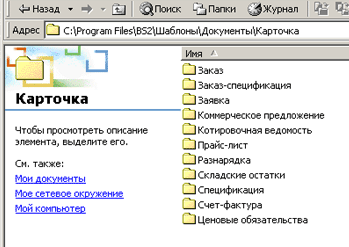 Назад Поиск Папки Журнал
Адрес C:\Program Files\BS2\Шаблоны\Документы\Карточка
Карточка
Чтобы просмотреть описание
элемента, выделите его.
См. также:
Мои документы
Мое сетевое окружение
Мой компьютер
Имя
Заказ
Заказ-спецификация
Заявка
Коммерческое предложение
Котировочная ведомость
Прайс-лист
Разнарядка
Складские остатки
Спецификация
Счет-фактура
Ценовые обязательства